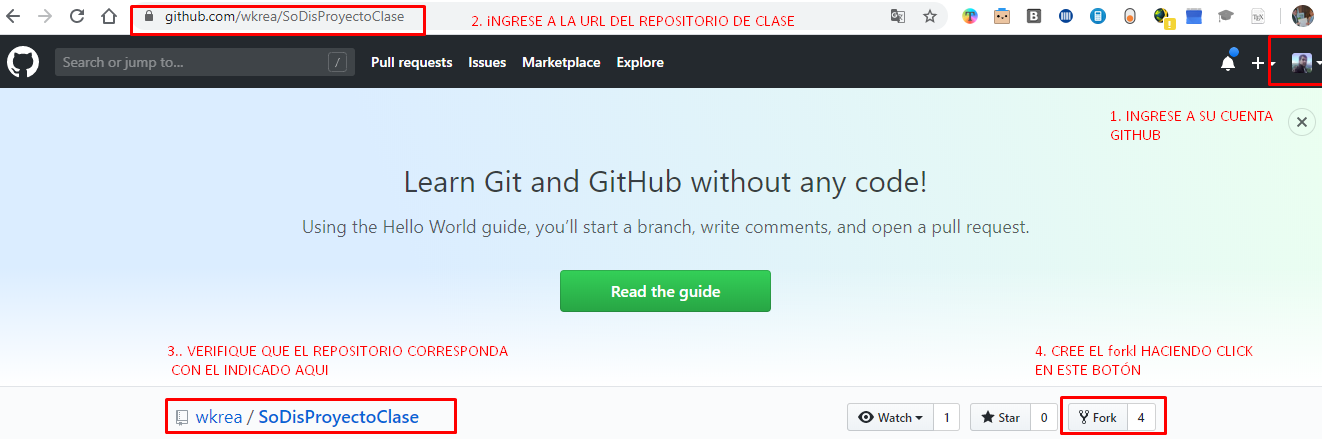 github.com/wkrea/SoDisProyectoClase
2. iNGRESE A LA URL DEL REPOSITORIO DE CLASE
Search or jump to...
/
Pull requests
Issues
Marketplace
Explore
1. INGRESE A SU CUENTA
GITHUB
Learn Git and GitHub without any code!
Using the Hello World guide, you’ll start a branch, write comments, and open a pull request.
Read the guide
3.. VERIFIQUE QUE EL REPOSITORIO CORRESPONDA
CON EL INDICADO AQUI
4. CREE EL forkl HACIENDO CLICK
EN ESTE BOTÓN
wkrea / SoDisProyectoClase
Watch
1
Star
0
Fork
4